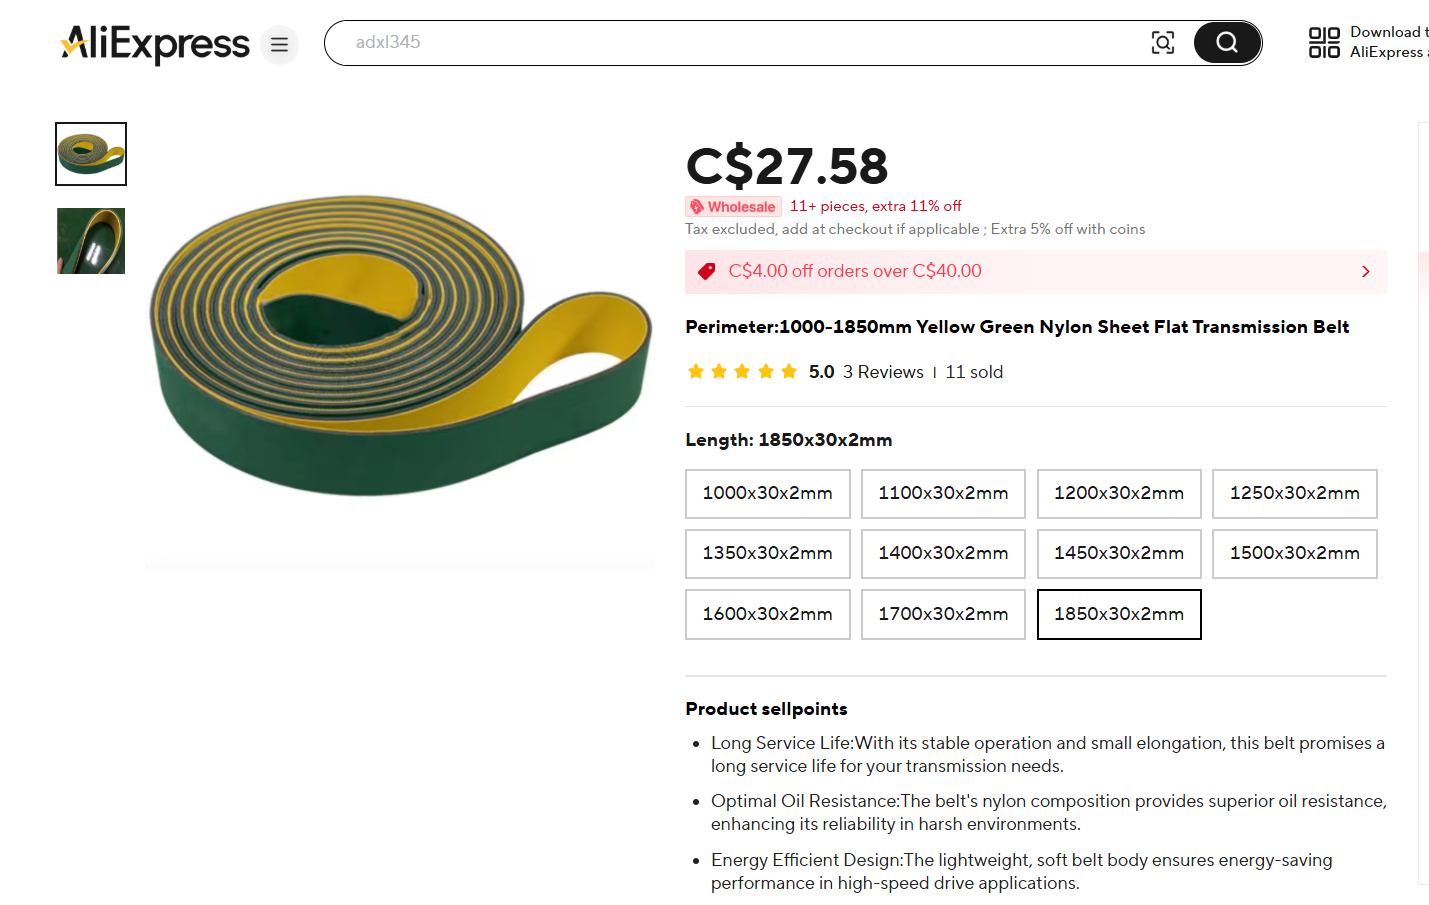 AliExpress
adxl345
Download t
AliExpress
C$27.58
Wholesale 11+ pieces, extra 11% off
Tax excluded, add at checkout if applicable ; Extra 5% off with coins
C$4.00 off orders over C$40.00
Perimeter:1000-1850mm Yellow Green Nylon Sheet Flat Transmission Belt
5.0 3 Reviews | 11 sold
Length: 1850x30x2mm
1000x30x2mm 1100x30x2mm 1200x30x2mm 1250x30x2mm
1350x30x2mm 1400x30x2mm 1450x30x2mm 1500x30x2mm
1600x30x2mm 1700x30x2mm 1850x30x2mm
Product sellpoints
Long Service Life:With its stable operation and small elongation, this belt promises a
long service life for your transmission needs.
Optimal Oil Resistance:The belt's nylon composition provides superior oil resistance,
enhancing its reliability in harsh environments.
Energy Efficient Design:The lightweight, soft belt body ensures energy-saving
performance in high-speed drive applications.